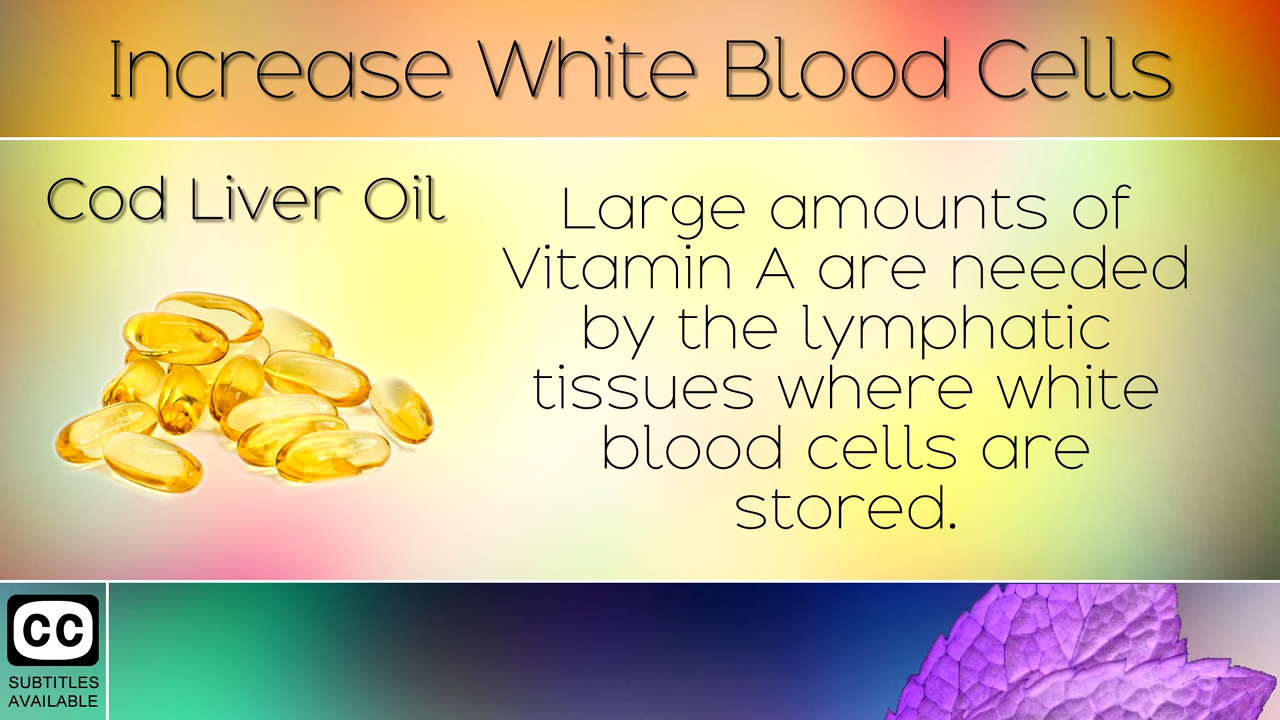 Increase White Blood Cells
Cod Liver Oil
Large amounts of
Vitamin A are needed
by the lymphatic
tissues where white
blood cells are
stored.
CC
SUBTITLES
AVAILABLE